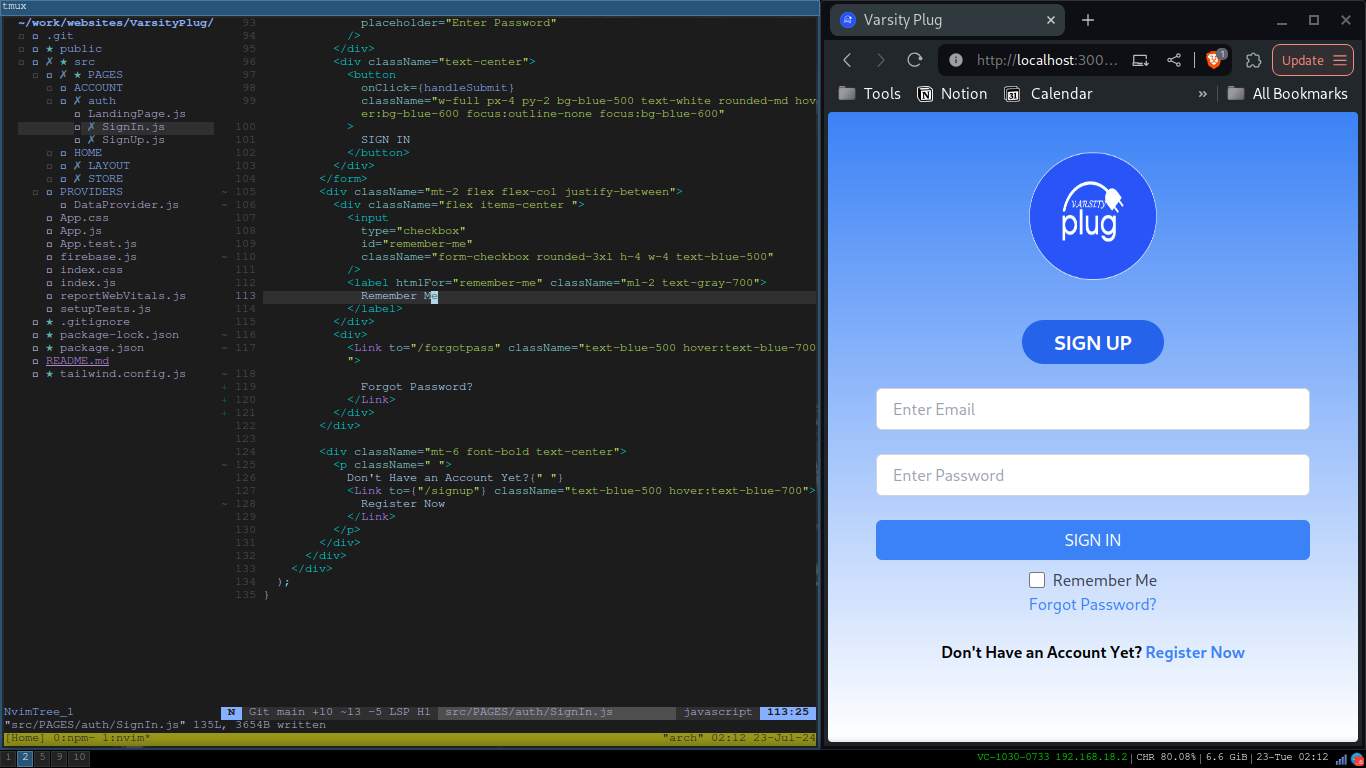 tmux
~/work/websites/VarsityPlug/
.git
★ public
✗ ★ src
✗ ★ PAGES
ACCOUNT
✗ auth
LandingPage.js
✗ SignIn.js
✗ SignUp.js
HOME
✗ LAYOUT
✗ STORE
PROVIDERS
DataProvider.js
App.css
App.js
App.test.js
firebase.js
index.css
index.js
reportWebVitals.js
setupTests.js
★ .gitignore
★ package-lock.json
★ package.json
README.md
★ tailwind.config.js
93 placeholder="Enter Password"
94 />
95 </div>
96 <div className="text-center">
97 <button
98 onClick={handleSubmit}
99 className="w-full px-4 py-2 bg-blue-500 text-white rounded-md hov
er:bg-blue-600 focus:outline-none focus:bg-blue-600"
100 >
101 SIGN IN
102 </button>
103 </div>
104 </form>
~ 105 <div className="mt-2 flex flex-col justify-between">
~ 106 <div className="flex items-center ">
107 <input
108 type="checkbox"
109 id="remember-me"
~ 110 className="form-checkbox rounded-3xl h-4 w-4 text-blue-500"
111 />
112 <label htmlFor="remember-me" className="ml-2 text-gray-700">
113 Remember Me
114 </label>
115 </div>
~ 116 <div>
~ 117 <Link to="/forgotpass" className="text-blue-500 hover:text-blue-700
">
~ 118
+ 119 Forgot Password?
+ 120 </Link>
+ 121 </div>
122 </div>
123
124 <div className="mt-6 font-bold text-center">
~ 125 <p className=" ">
126 Don't Have an Account Yet?{" "}
127 <Link to={"/signup"} className="text-blue-500 hover:text-blue-700">
~ 128 Register Now
129 </Link>
130 </p>
131 </div>
132 </div>
133 </div>
134 );
135 }
NvimTree_1
N Git main +10 ~13 -5 LSP H1 src/PAGES/auth/SignIn.js javascript 113:25
"src/PAGES/auth/SignIn.js" 135L, 3654B written
[Home] 0:npm- 1:nvim* "arch" 02:12 23-Jul-24
Varsity Plug
http://localhost:300…
1
Update
Tools
Notion
31 Calendar
» All Bookmarks
VARSITY
plug
SIGN UP
Enter Email
Enter Password
SIGN IN
Remember Me
Forgot Password?
Don't Have an Account Yet? Register Now
1 2 5 9 10
VC-1030-0733 192.168.18.2|CHR 80.08%|6.6 GiB|23-Tue 02:12